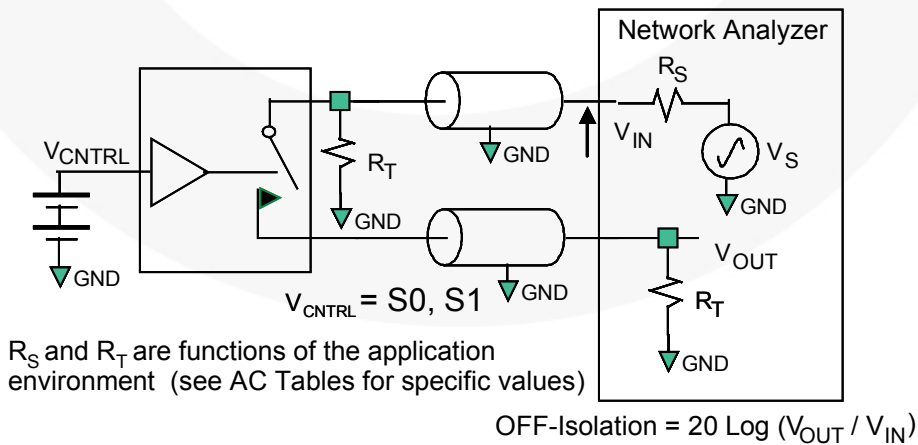 Network Analyzer
R_S
V_CNTRL
V_IN
V_S
R_T
GND
GND
GND
GND
V_OUT
GND
V_CNTRL = S0, S1
R_T
GND
R_S and R_T are functions of the application
environment (see AC Tables for specific values)
OFF-Isolation = 20 Log (V_OUT / V_IN)